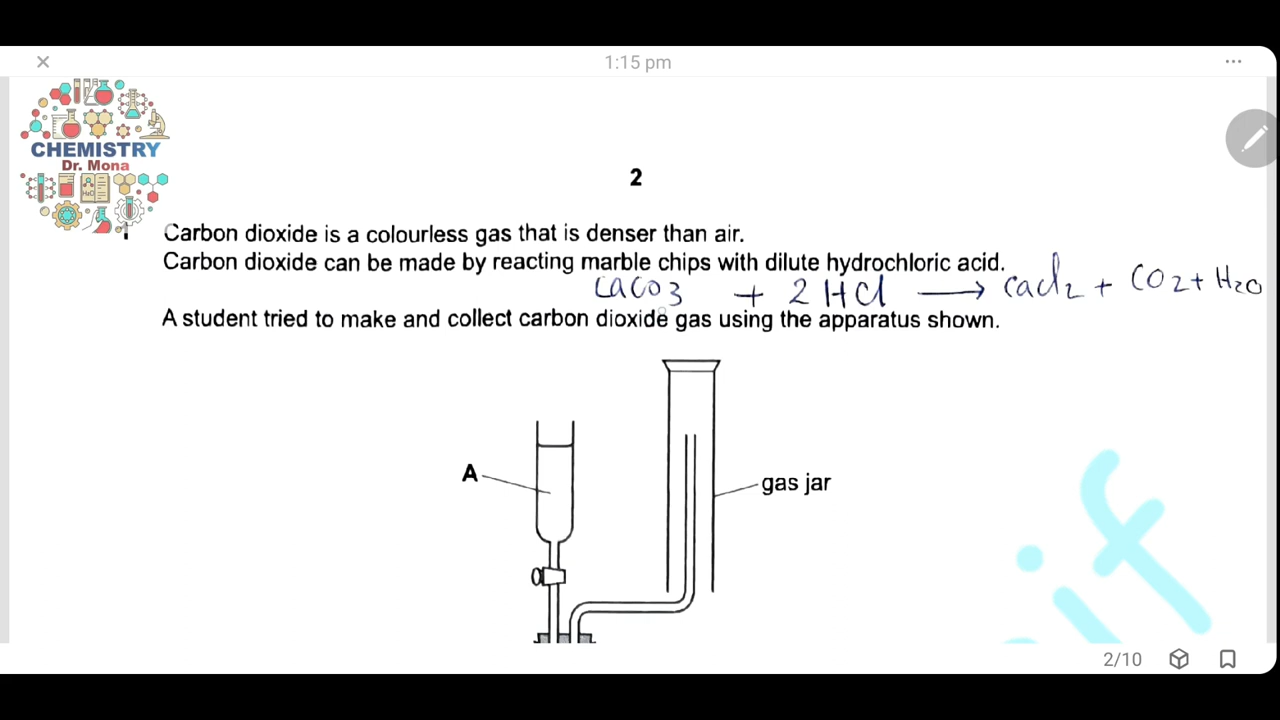 1:15 pm
CHEMISTRY
Dr. Mona
2
Carbon dioxide is a colourless gas that is denser than air.
Carbon dioxide can be made by reacting marble chips with dilute hydrochloric acid.
CaCO3 + 2HCl → CaCl2 + CO2 + H2O
A student tried to make and collect carbon dioxide gas using the apparatus shown.
A
gas jar
2/10